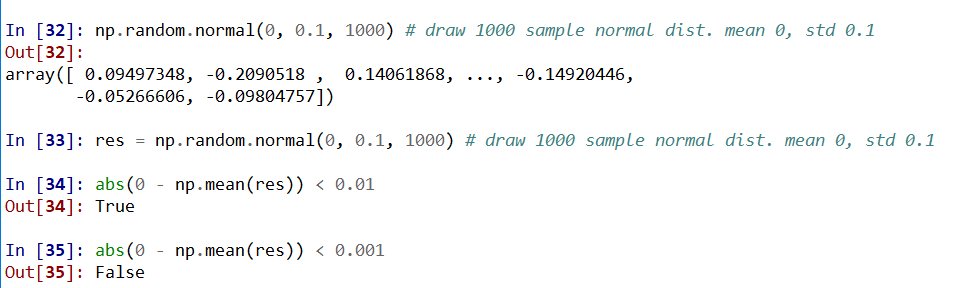 In [32]: np.random.normal(0, 0.1, 1000) # draw 1000 sample normal dist. mean 0, std 0.1
Out[32]:
array([ 0.09497348, -0.2090518 ,  0.14061868, ..., -0.14920446,
       -0.05266606, -0.09804757])
In [33]: res = np.random.normal(0, 0.1, 1000) # draw 1000 sample normal dist. mean 0, std 0.1
In [34]: abs(0 - np.mean(res)) < 0.01
Out[34]: True
In [35]: abs(0 - np.mean(res)) < 0.001
Out[35]: False